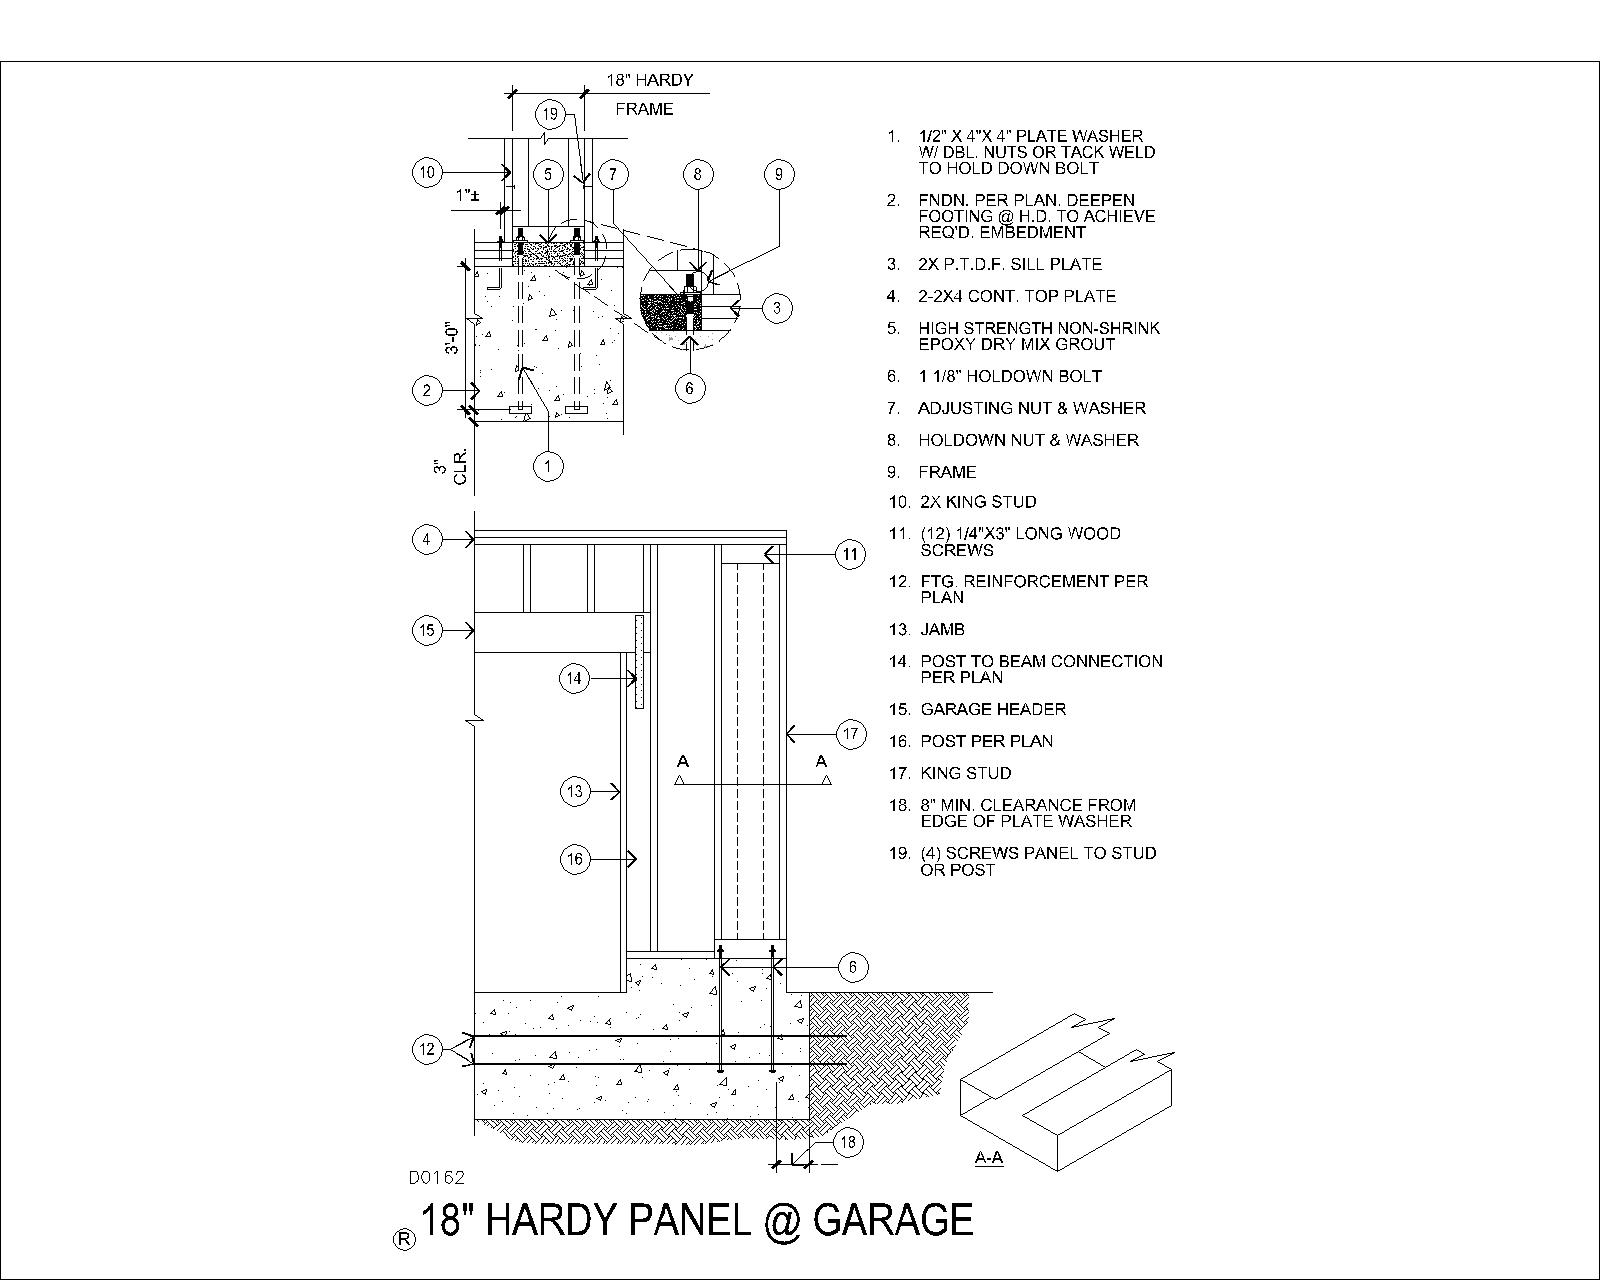 18" HARDY
FRAME
19
10
5
7
8
9
1"±
3
3'-0"
2
6
1
3"
CLR.
4
11
15
14
17
A A
13
16
6
12
18
A-A
1. 1/2" X 4"X 4" PLATE WASHER
W/ DBL. NUTS OR TACK WELD
TO HOLD DOWN BOLT
2. FNDN. PER PLAN. DEEPEN
FOOTING @ H.D. TO ACHIEVE
REQ'D. EMBEDMENT
3. 2X P.T.D.F. SILL PLATE
4. 2-2X4 CONT. TOP PLATE
5. HIGH STRENGTH NON-SHRINK
EPOXY DRY MIX GROUT
6. 1 1/8" HOLDOWN BOLT
7. ADJUSTING NUT & WASHER
8. HOLDOWN NUT & WASHER
9. FRAME
10. 2X KING STUD
11. (12) 1/4"X3" LONG WOOD
SCREWS
12. FTG. REINFORCEMENT PER
PLAN
13. JAMB
14. POST TO BEAM CONNECTION
PER PLAN
15. GARAGE HEADER
16. POST PER PLAN
17. KING STUD
18. 8" MIN. CLEARANCE FROM
EDGE OF PLATE WASHER
19. (4) SCREWS PANEL TO STUD
OR POST
D0162
R 18" HARDY PANEL @ GARAGE